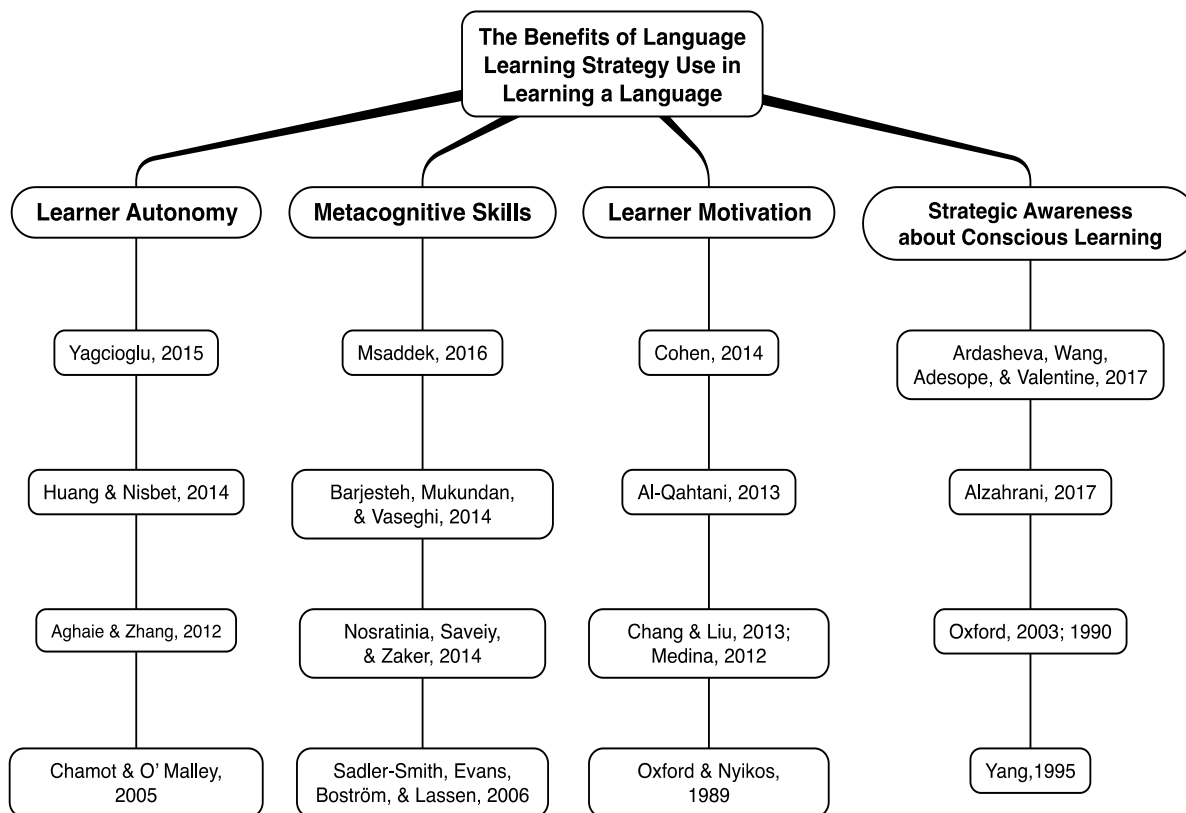 The Benefits of Language
Learning Strategy Use in
Learning a Language
Learner Autonomy
Metacognitive Skills
Learner Motivation
Strategic Awareness
about Conscious Learning
Yagcioglu, 2015
Msaddek, 2016
Cohen, 2014
Ardasheva, Wang,
Adesope, & Valentine, 2017
Huang & Nisbet, 2014
Barjesteh, Mukundan,
& Vaseghi, 2014
Al-Qahtani, 2013
Alzahrani, 2017
Aghaie & Zhang, 2012
Nosratinia, Saveiy,
& Zaker, 2014
Chang & Liu, 2013;
Medina, 2012
Oxford, 2003; 1990
Chamot & O’ Malley,
2005
Sadler-Smith, Evans,
Boström, & Lassen, 2006
Oxford & Nyikos,
1989
Yang,1995